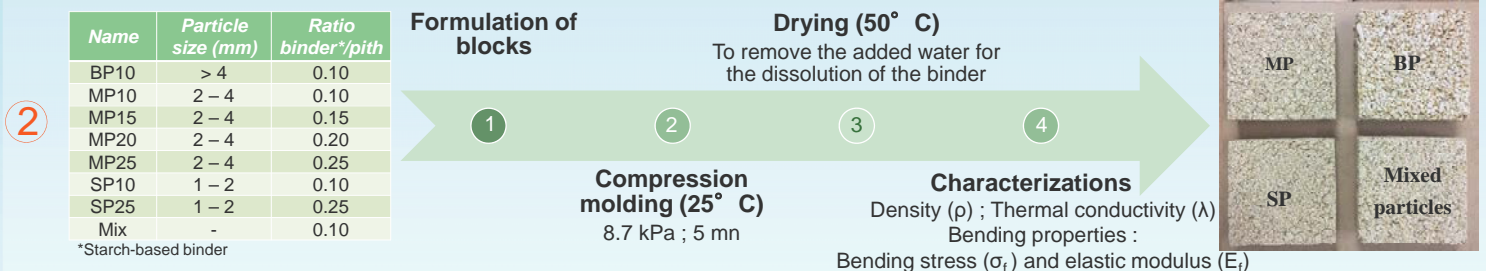 2
Name Particle size (mm) Ratio binder*/pith
BP10 > 4 0.10
MP10 2 – 4 0.10
MP15 2 – 4 0.15
MP20 2 – 4 0.20
MP25 2 – 4 0.25
SP10 1 – 2 0.10
SP25 1 – 2 0.25
Mix - 0.10
*Starch-based binder
Formulation of
blocks
Drying (50° C)
To remove the added water for
the dissolution of the binder
1 2 3 4
Compression
molding (25° C)
8.7 kPa ; 5 mn
Characterizations
Density (ρ) ; Thermal conductivity (λ)
Bending properties :
Bending stress (σf ) and elastic modulus (Ef)
MP BP
SP Mixed
particles